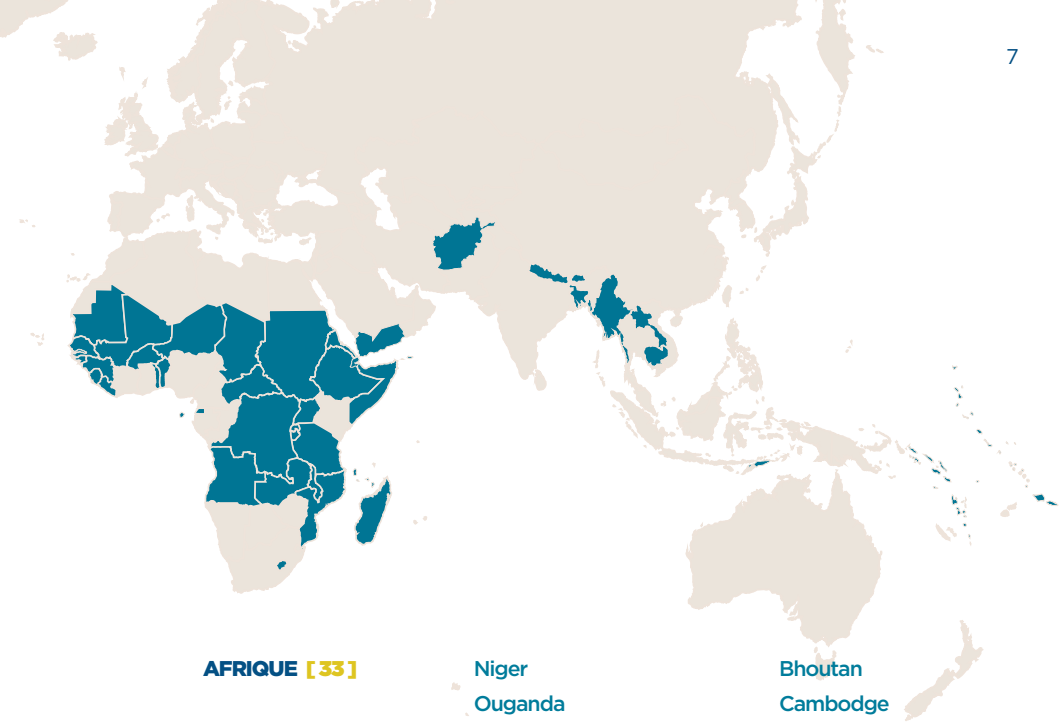 7
AFRIQUE [ 33 ]
Niger
Ouganda
Bhoutan
Cambodge